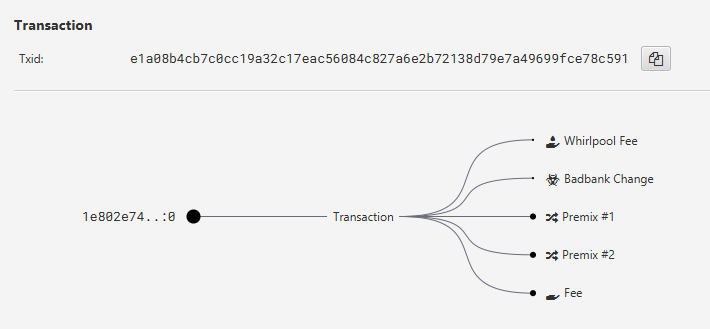 Transaction
Txid: e1a08b4cb7c0cc19a32c17eac56084c827a6e2b72138d79e7a49699fce78c591
Whirlpool Fee
Badbank Change
1e802e74..:0 Transaction Premix #1
Premix #2
Fee